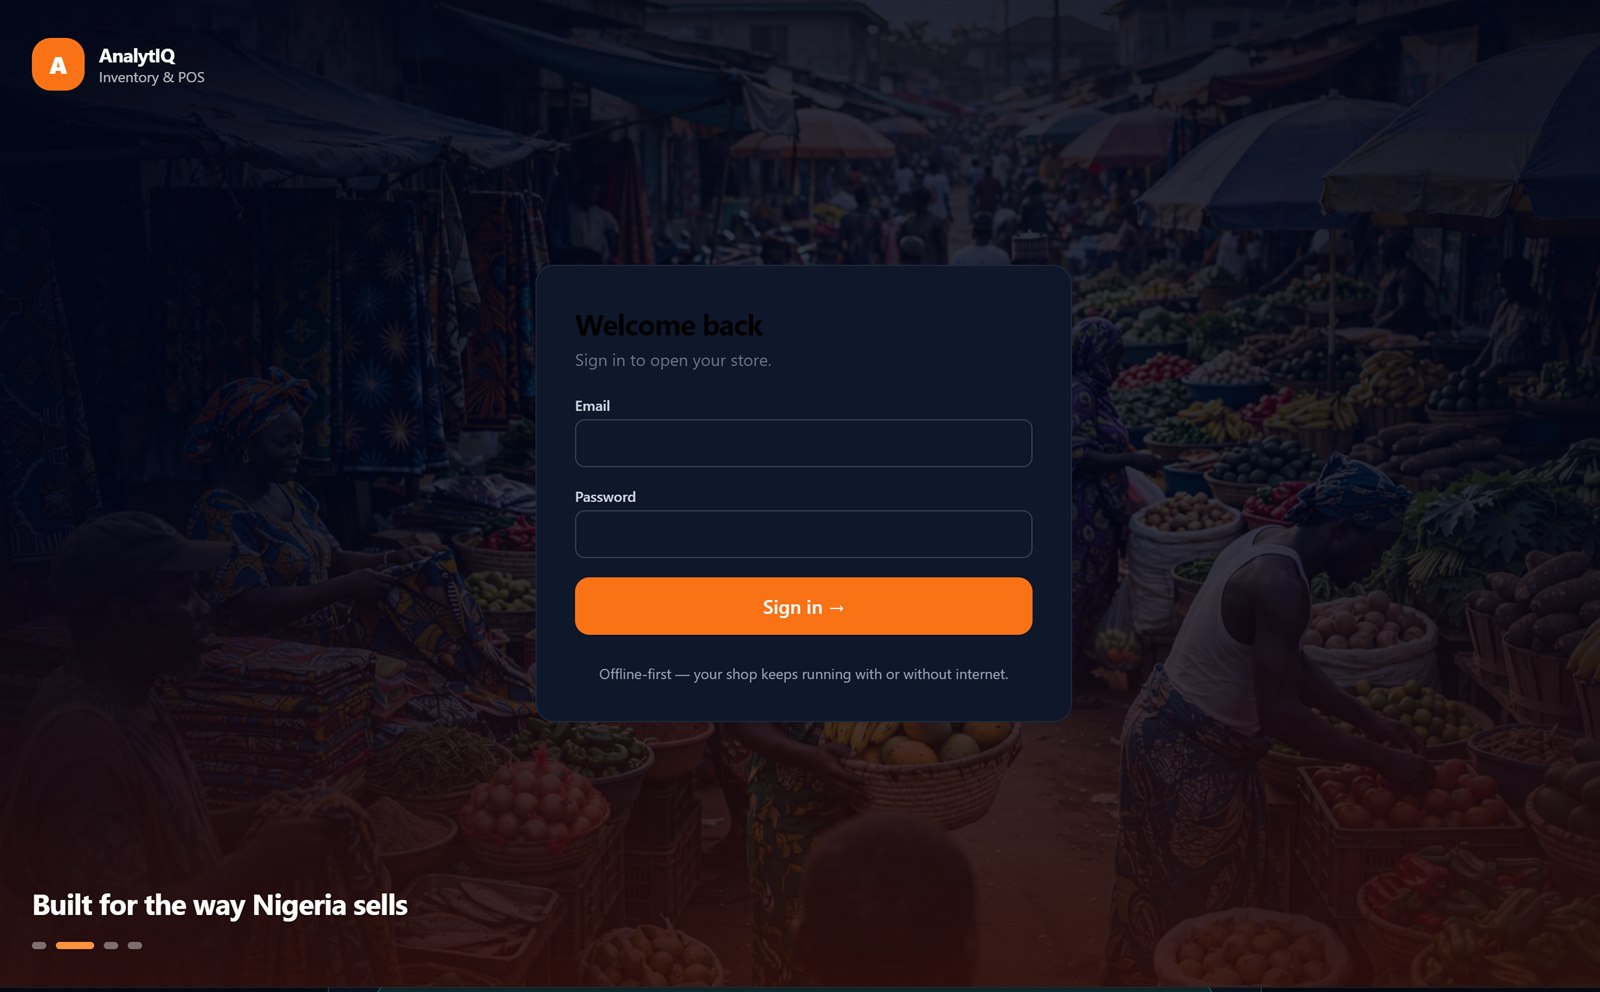 A
AnalytIQ
Inventory & POS
Welcome back
Sign in to open your store.
Email
Password
Sign in →
Offline-first — your shop keeps running with or without internet.
Built for the way Nigeria sells